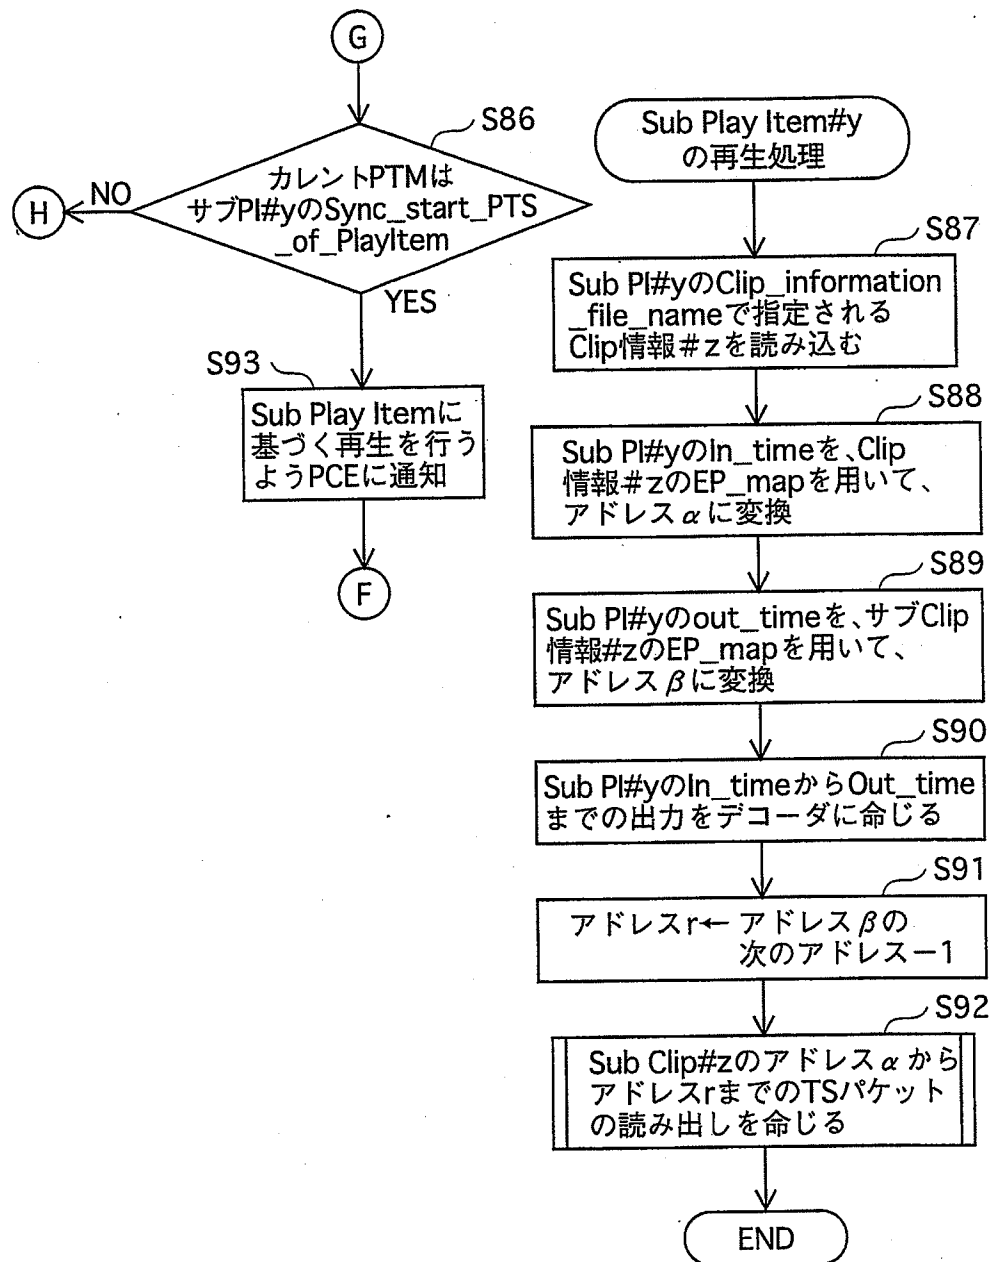 G
S86
カレントPTMは
サブPI#yのSync_start_PTS
_of_PlayItem
NO
H
YES
S93
Sub Play Itemに
基づく再生を行う
ようPCEに通知
F
Sub Play Item#y
の再生処理
S87
Sub PI#yのClip_information
_file_nameで指定される
Clip情報#zを読み込む
S88
Sub PI#yのIn_timeを、Clip
情報#zのEP_mapを用いて、
アドレスαに変換
S89
Sub PI#yのout_timeを、サブClip
情報#zのEP_mapを用いて、
アドレスβに変換
S90
Sub PI#yのIn_timeからOut_time
までの出力をデコーダに命じる
S91
アドレスr← アドレスβの
次のアドレス−1
S92
Sub Clip#zのアドレスαから
アドレスrまでのTSパケット
の読み出しを命じる
END